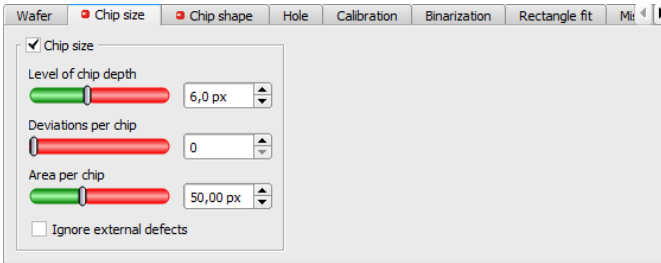 Wafer Chip size Chip shape Hole Calibration Binarization Rectangle fit
Chip size
Level of chip depth
6,0 px
Deviations per chip
0
Area per chip
50,00 px
Ignore external defects